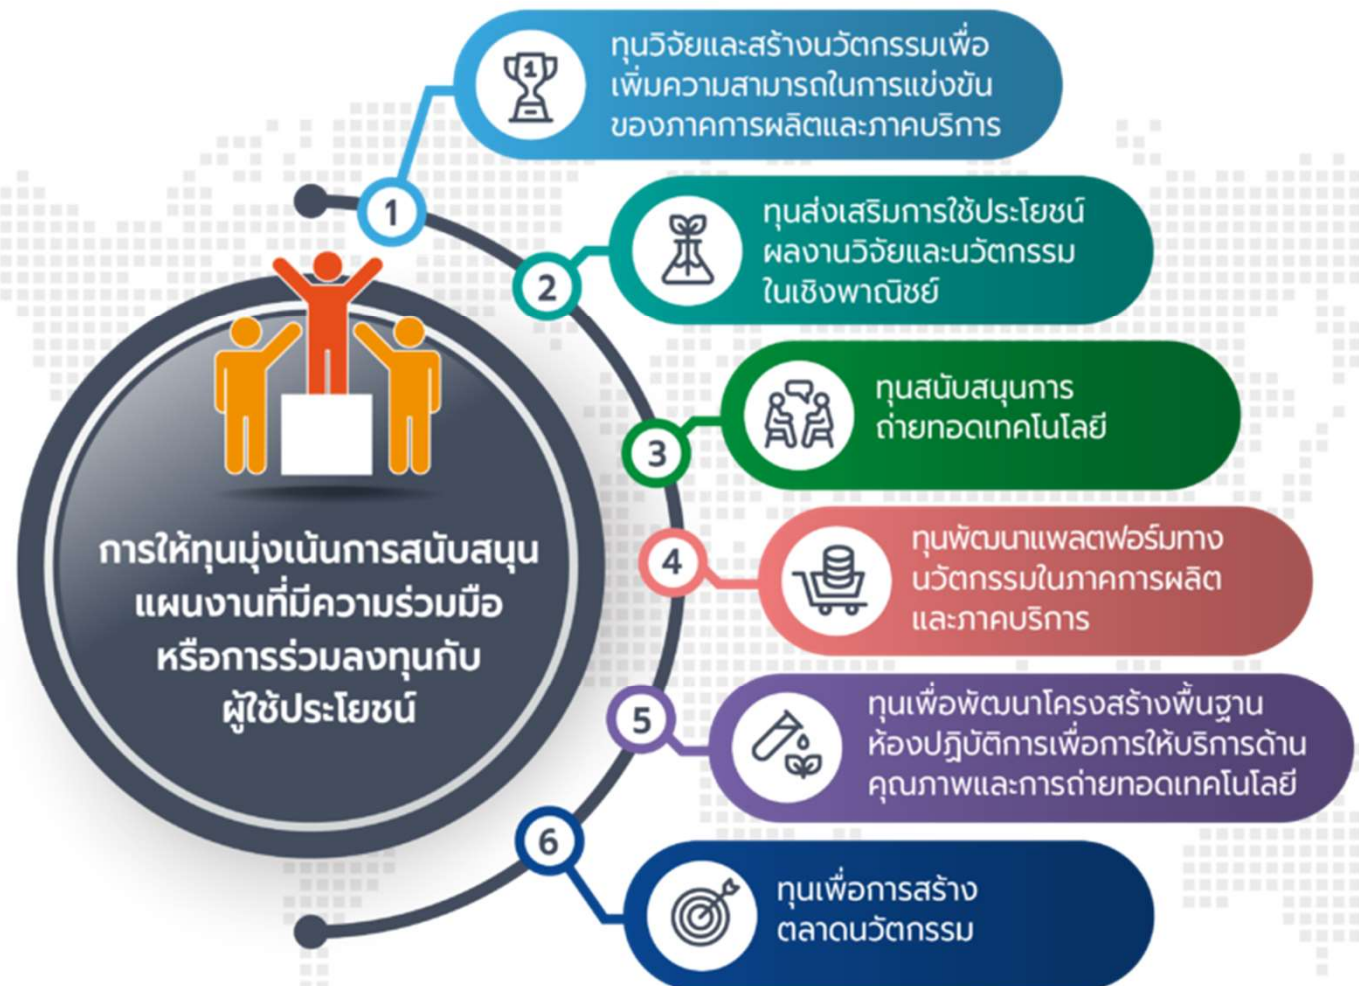 1
ทุนวิจัยและสร้างนวัตกรรมเพื่อ
เพิ่มความสามารถในการแข่งขัน
ของภาคการผลิตและภาคบริการ
1
2
ทุนส่งเสริมการใช้ประโยชน์
ผลงานวิจัยและนวัตกรรม
ในเชิงพาณิชย์
3
ทุนสนับสนุนการ
ถ่ายทอดเทคโนโลยี
การให้ทุนมุ่งเน้นการสนับสนุน
แผนงานที่มีความร่วมมือ
หรือการร่วมลงทุนกับ
ผู้ใช้ประโยชน์
4
ทุนพัฒนาแพลตฟอร์มทาง
นวัตกรรมในภาคการผลิต
และภาคบริการ
5
ทุนเพื่อพัฒนาโครงสร้างพื้นฐาน
ห้องปฏิบัติการเพื่อการให้บริการด้าน
คุณภาพและการถ่ายทอดเทคโนโลยี
6
ทุนเพื่อการสร้าง
ตลาดนวัตกรรม